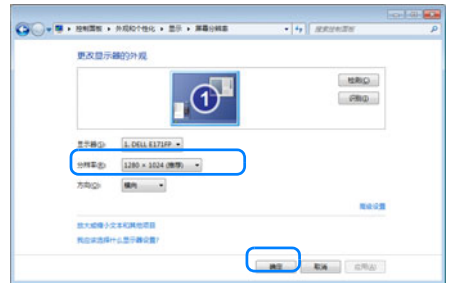 控制面板 ▸ 外观和个性化 ▸ 显示 ▸ 屏幕分辨率
搜索控制面板
更改显示器的外观
1
检测(C)
识别(I)
显示器(S): 1. DELL E171FP
分辨率(R): 1280 × 1024 (推荐)
方向(O): 横向
高级设置
放大或缩小文本和其他项目
我应该选择什么显示器设置?
确定 取消 应用(A)